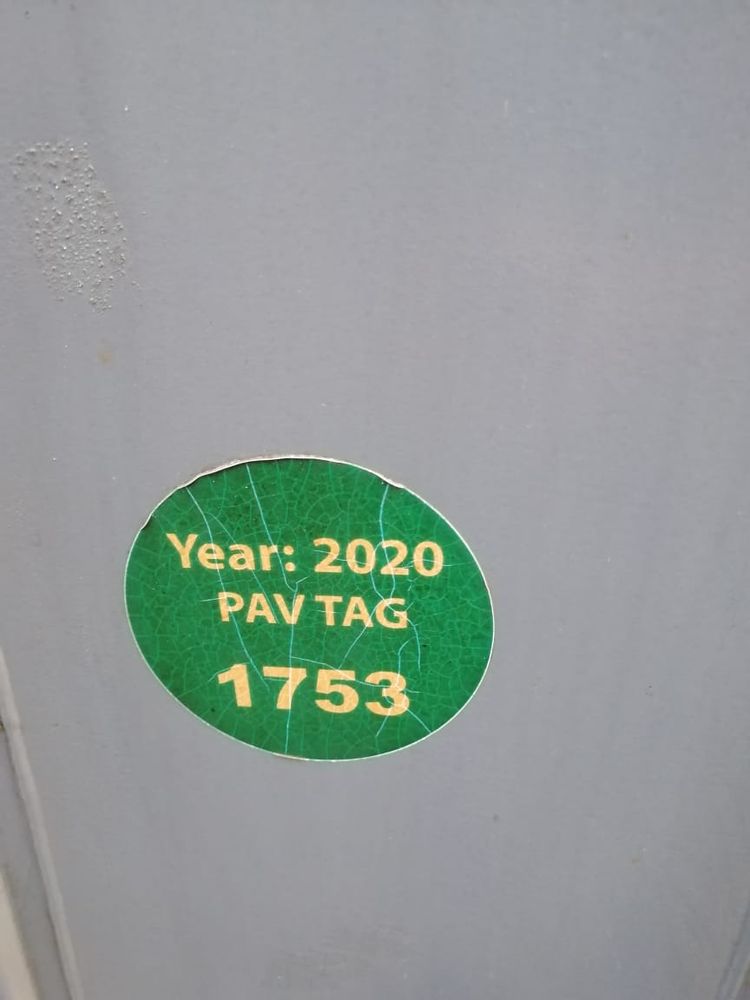 Year: 2020
PAV TAG
1753